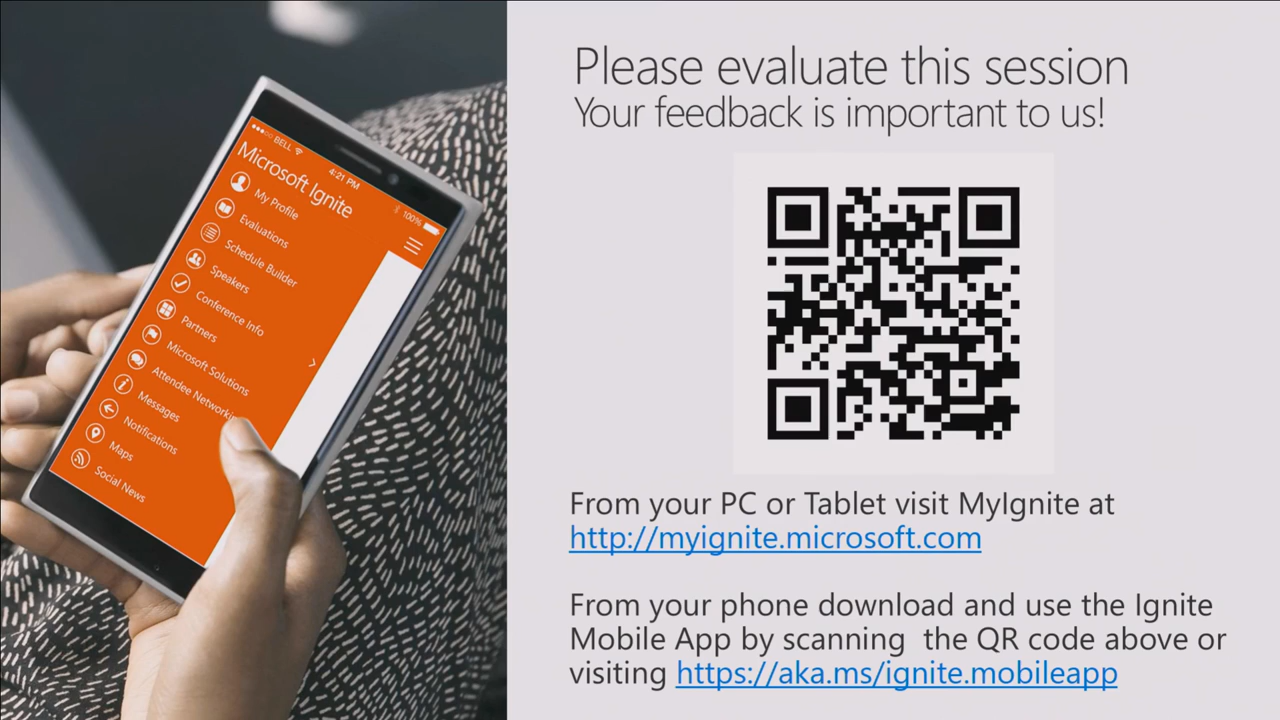 BELL
4:21 PM
100%
Microsoft Ignite
My Profile
Evaluations
Schedule Builder
Speakers
Conference Info
Partners
Microsoft Solutions
Attendee Networkin
Messages
Notifications
Maps
Social News
Please evaluate this session
Your feedback is important to us!
From your PC or Tablet visit MyIgnite at
http://myignite.microsoft.com
From your phone download and use the Ignite
Mobile App by scanning the QR code above or
visiting https://aka.ms/ignite.mobileapp